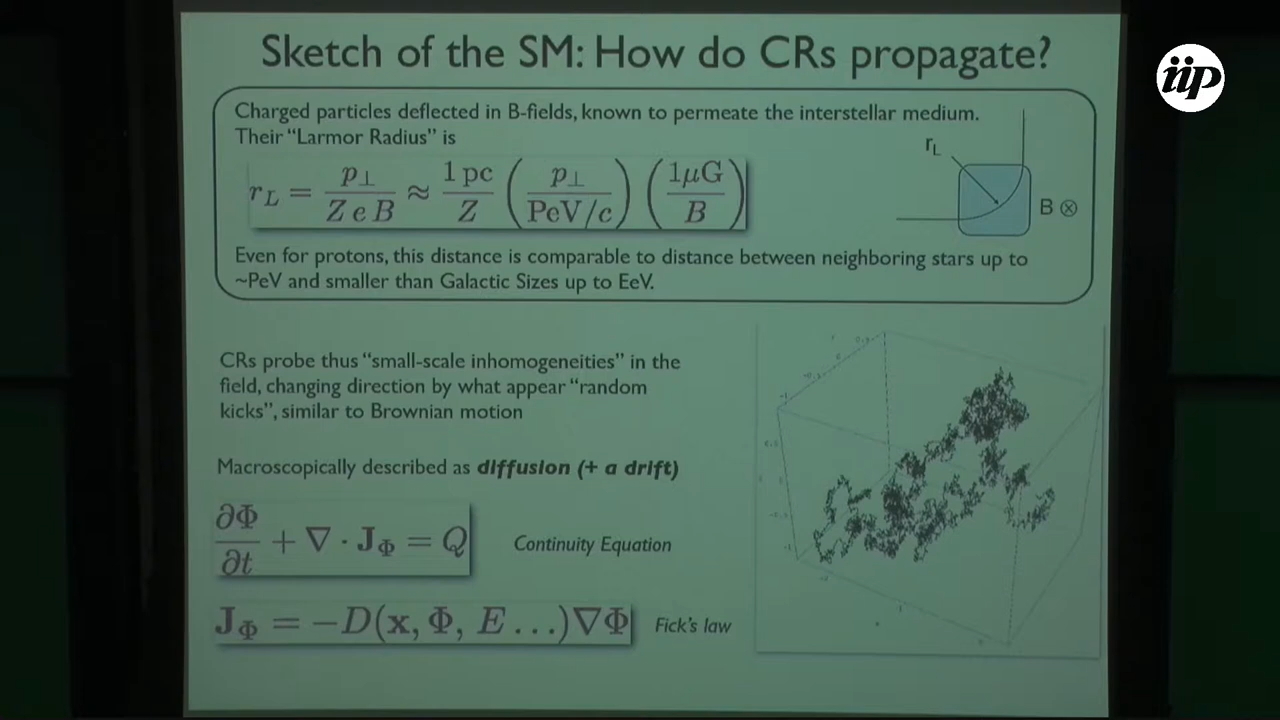 Sketch of the SM: How do CRs propagate?
iip
Charged particles deflected in B-fields, known to permeate the interstellar medium.
Their “Larmor Radius” is
r_L = p⊥ / Z e B ≈ 1 pc / Z ( p⊥ / PeV/c ) ( 1μG / B )
r_L
B ⊗
Even for protons, this distance is comparable to distance between neighboring stars up to
~PeV and smaller than Galactic Sizes up to EeV.
CRs probe thus “small-scale inhomogeneities” in the
field, changing direction by what appear “random
kicks”, similar to Brownian motion
Macroscopically described as diffusion (+ a drift)
∂Φ/∂t + ∇ · J_Φ = Q
Continuity Equation
J_Φ = −D(x, Φ, E …)∇Φ
Fick's law